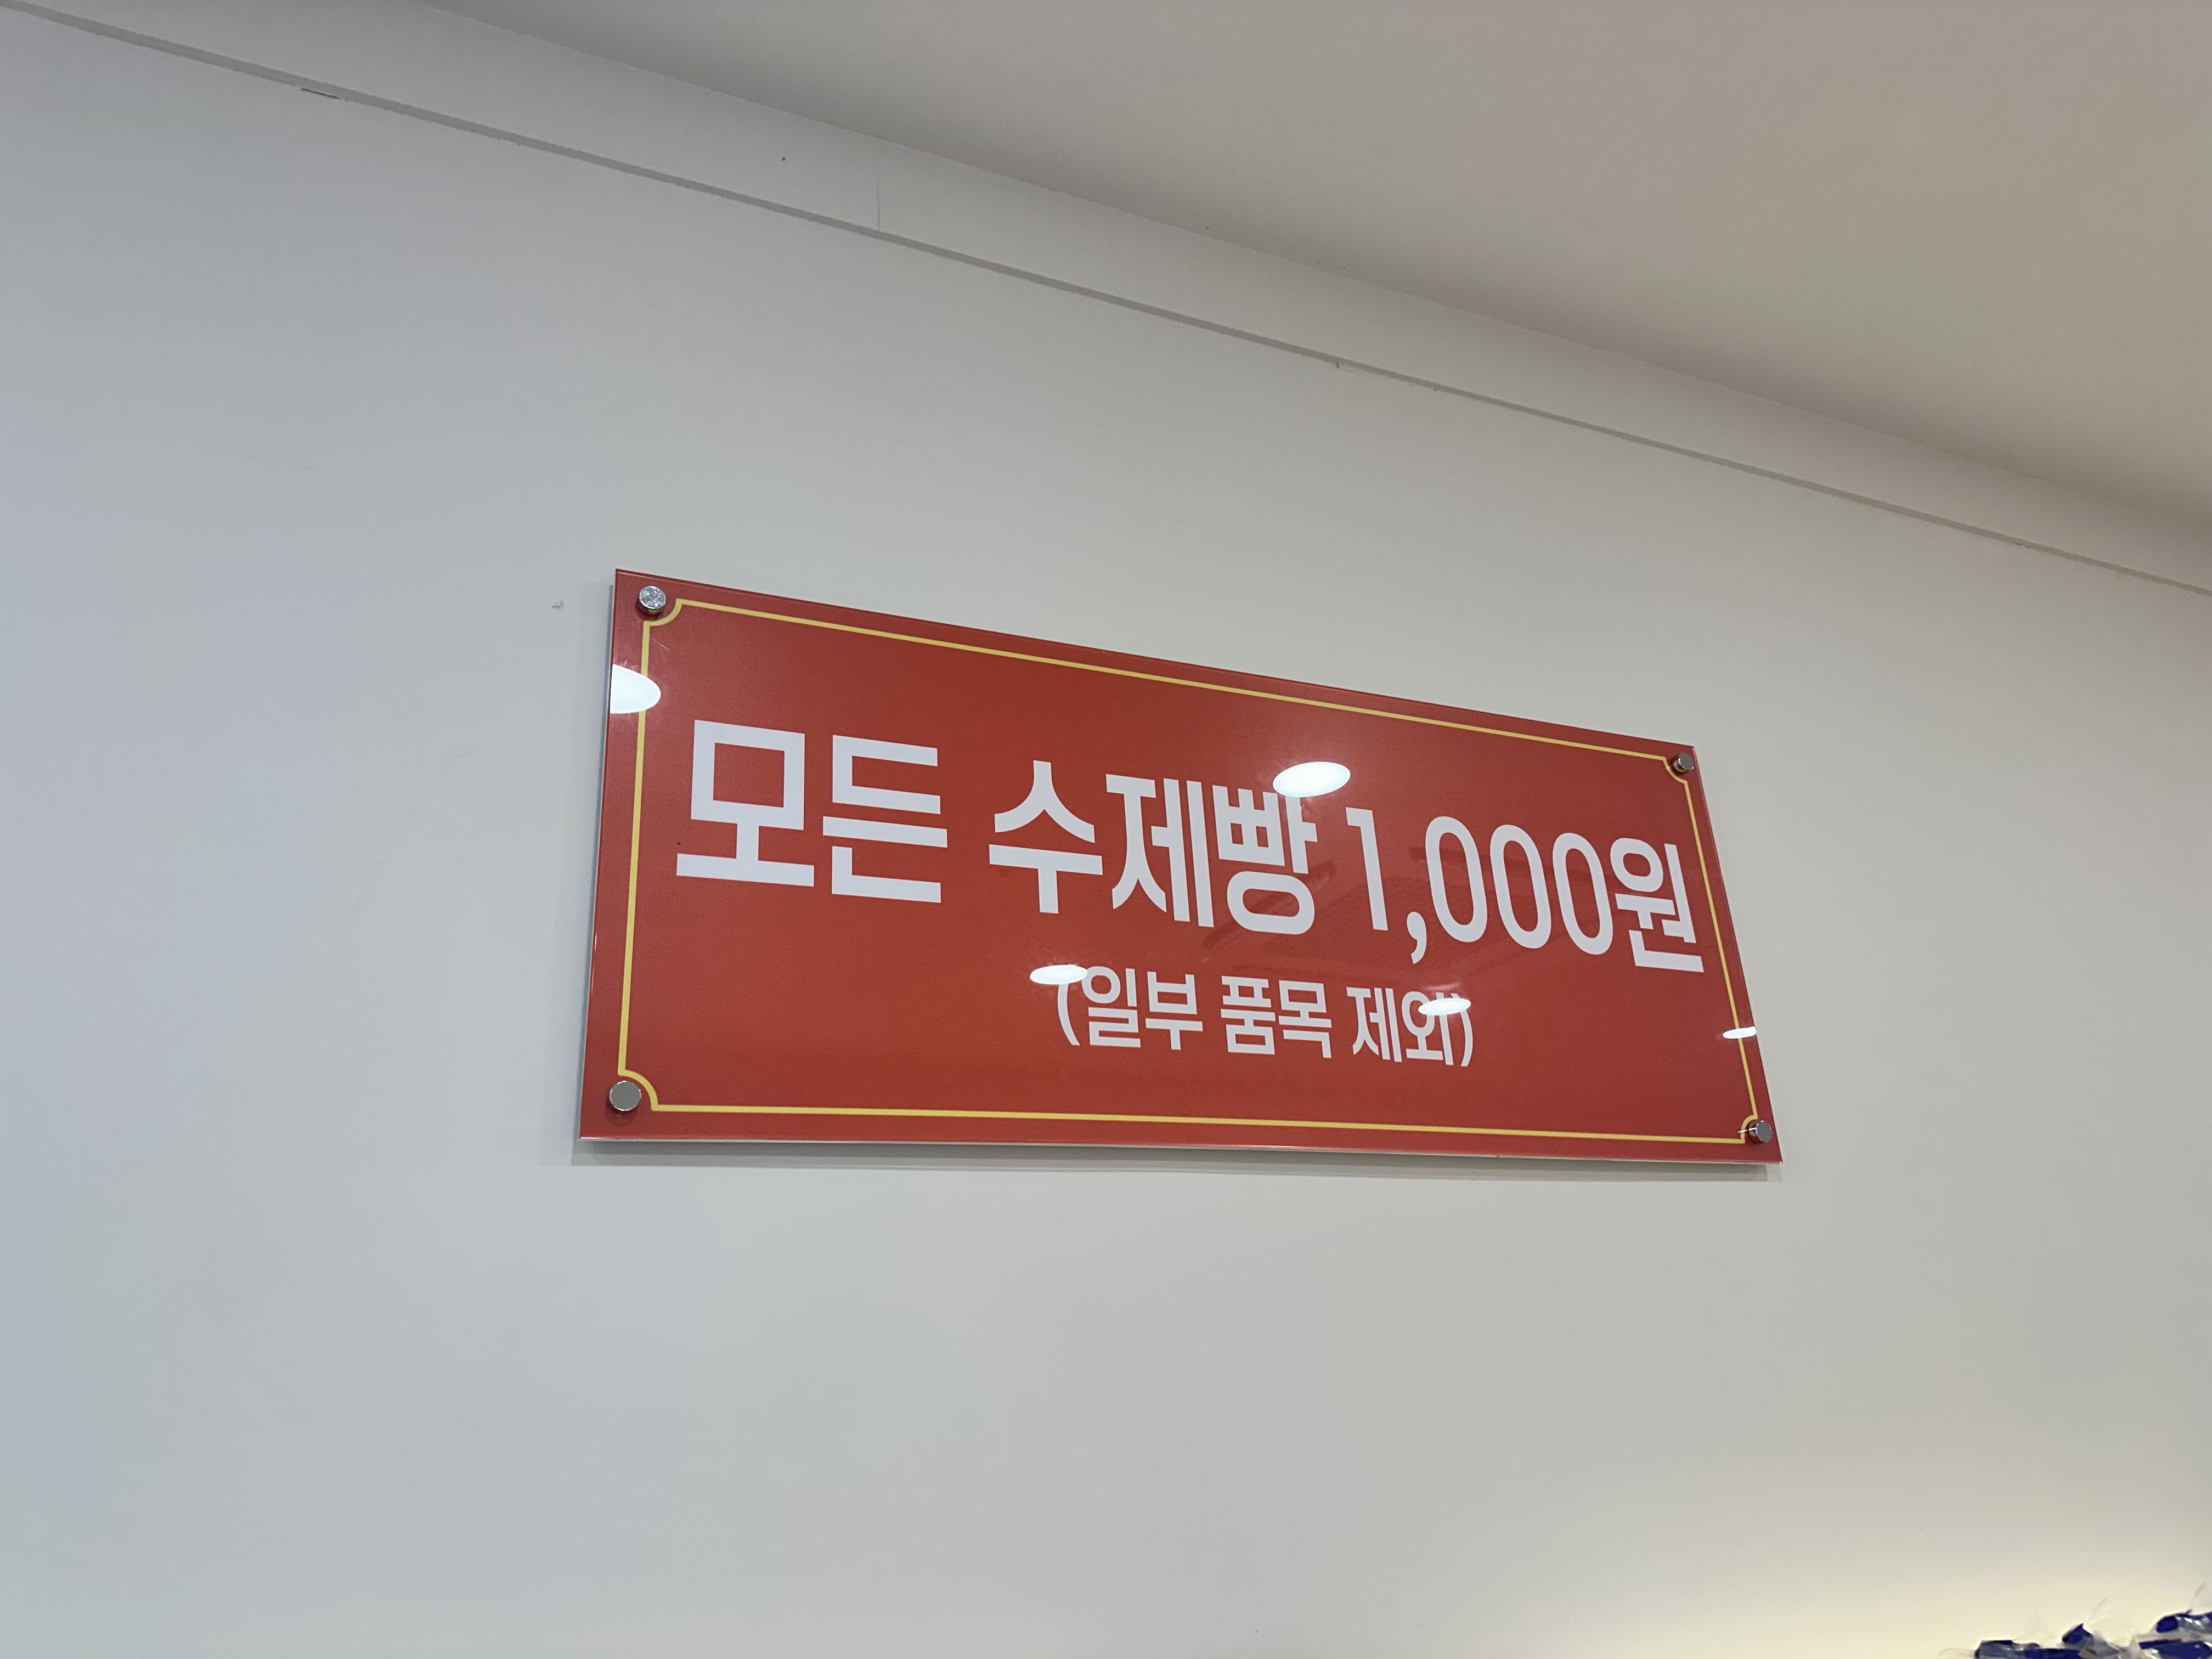 모든 수제빵 1,000원
(일부 품목 제외)